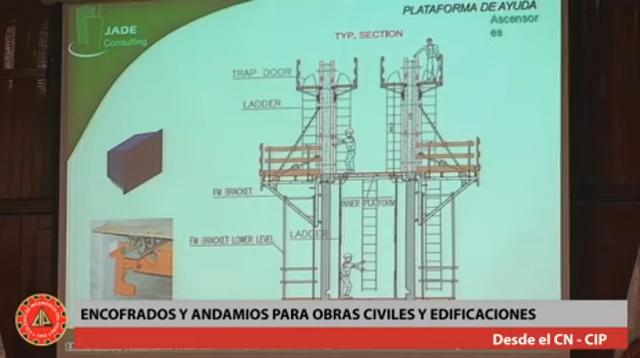 JADE
Consulting
PLATAFORMA DE AYUDA
Ascensor
es
TYP. SECTION
TRAP DOOR
LADDER
FM BRACKET
INNER PLATFORM
LADDER
FM BRACKET LOWER LEVEL
ENCOFRADOS Y ANDAMIOS PARA OBRAS CIVILES Y EDIFICACIONES
Desde el CN - CIP